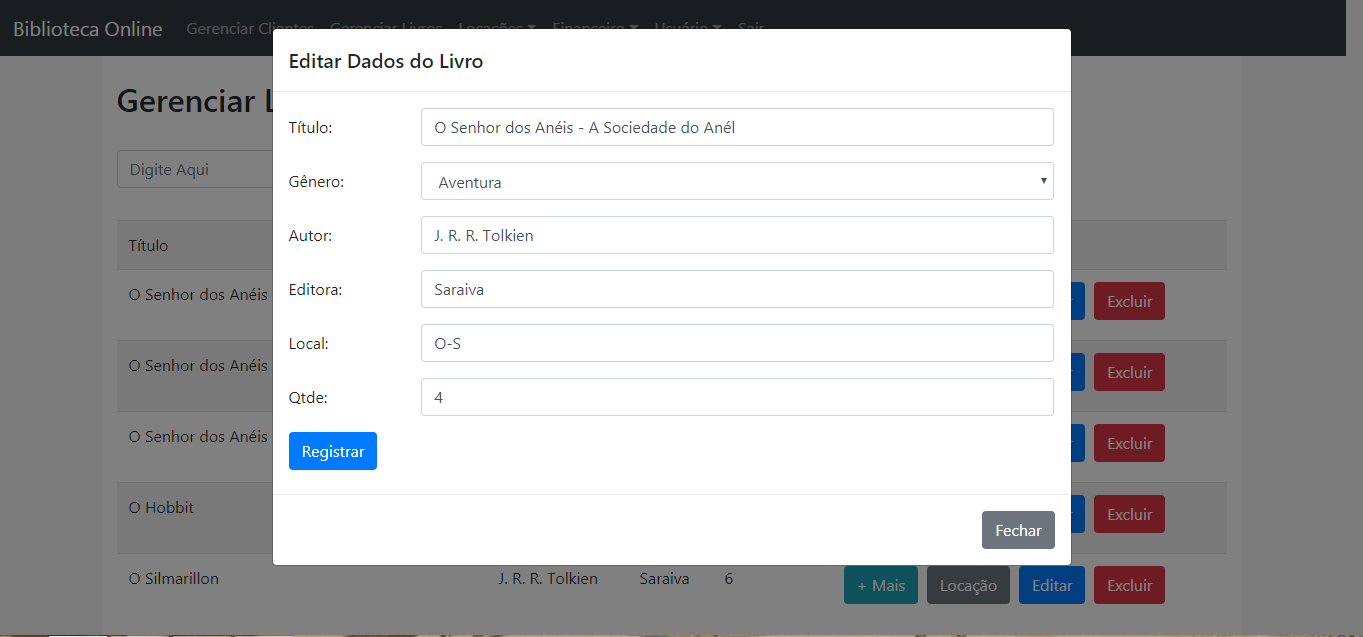 Biblioteca Online Gerenciar Clientes Gerenciar Livros Locações Financeiro Usuário Sair
Editar Dados do Livro
Gerenciar L
Título: O Senhor dos Anéis - A Sociedade do Anél
Digite Aqui
Gênero: Aventura
Autor: J. R. R. Tolkien
Título
Editora: Saraiva
O Senhor dos Anéis Excluir
Local: O-S
O Senhor dos Anéis Excluir
Qtde: 4
O Senhor dos Anéis Excluir
Registrar
O Hobbit Excluir
Fechar
O Silmarillon J. R. R. Tolkien Saraiva 6 + Mais Locação Editar Excluir